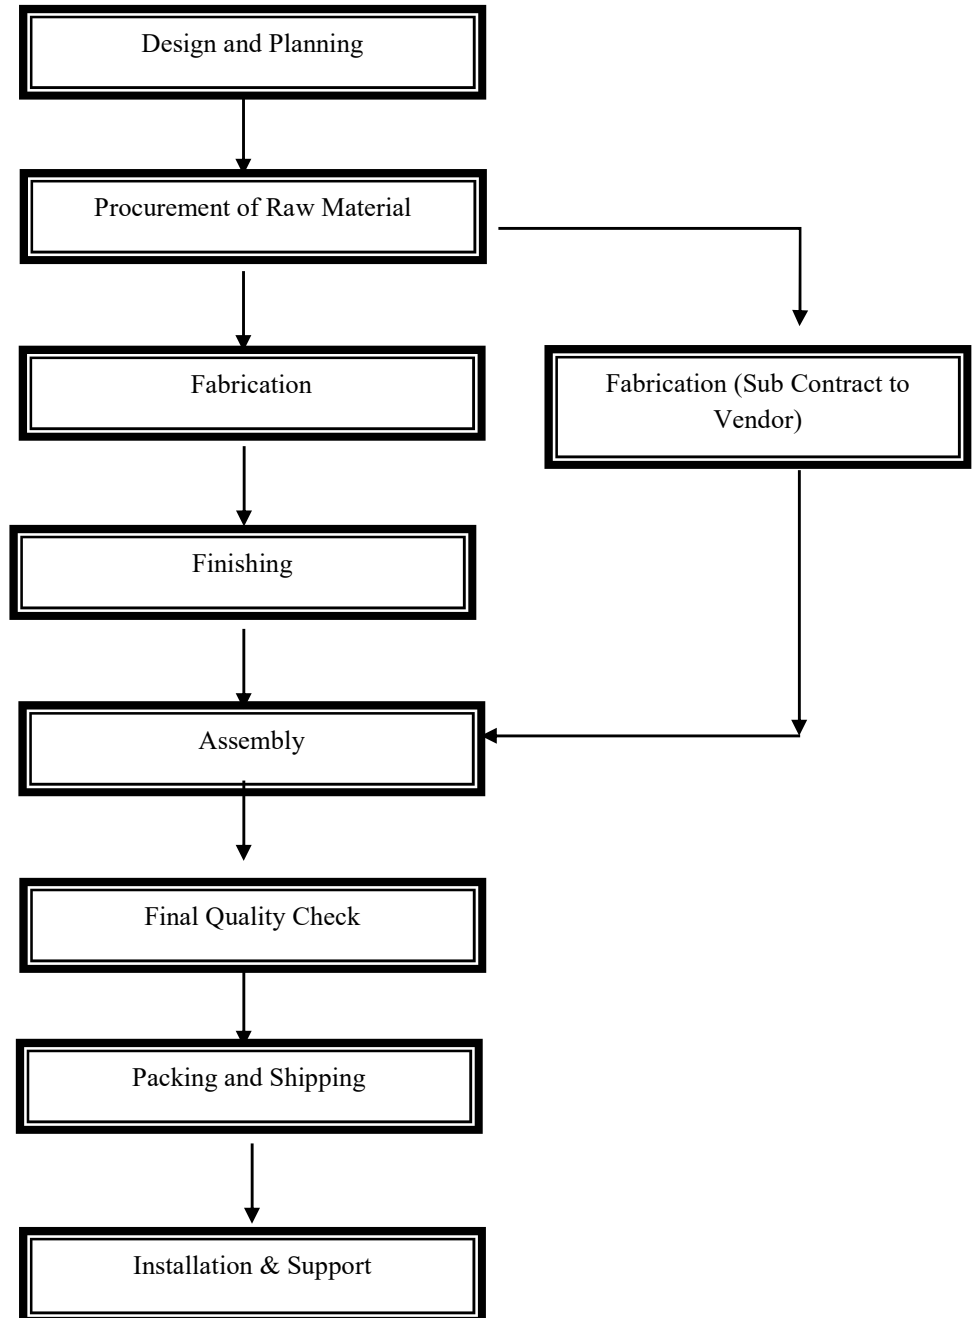 Design and Planning
Procurement of Raw Material
Fabrication
Fabrication (Sub Contract to
Vendor)
Finishing
Assembly
Final Quality Check
Packing and Shipping
Installation & Support